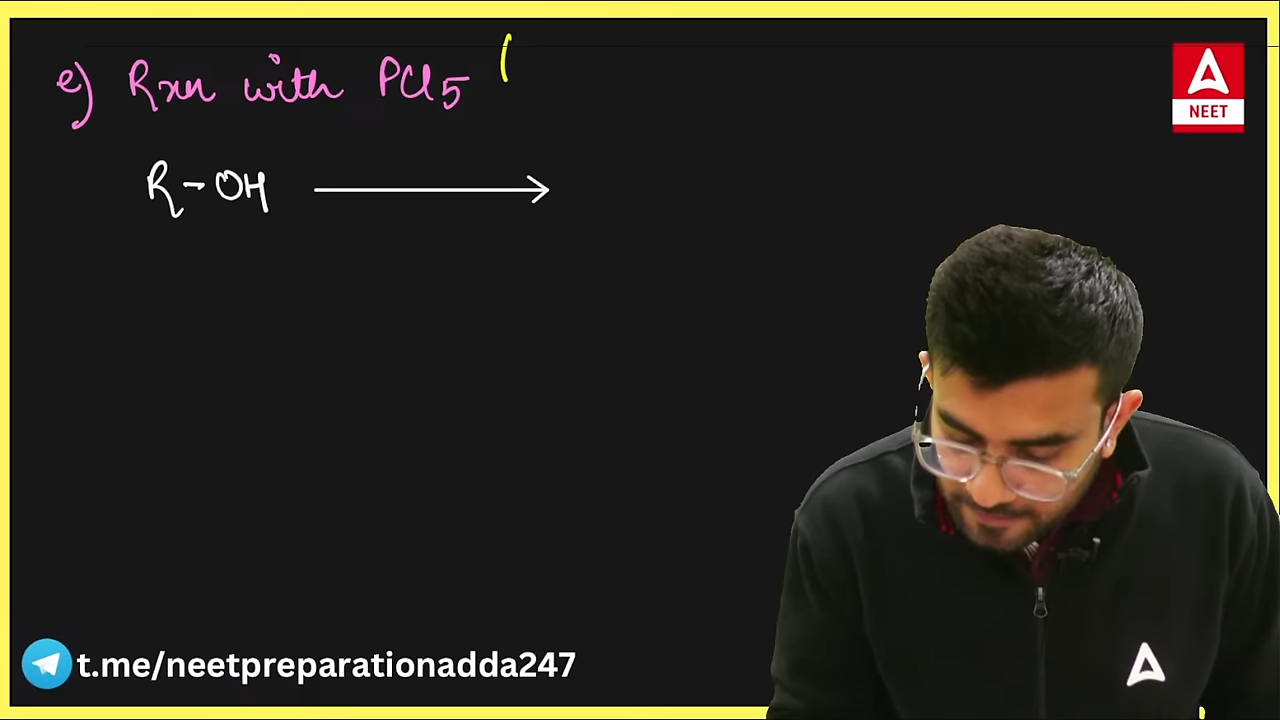 e) Rxn with PCl5 (
R-OH
NEET
t.me/neetpreparationadda247